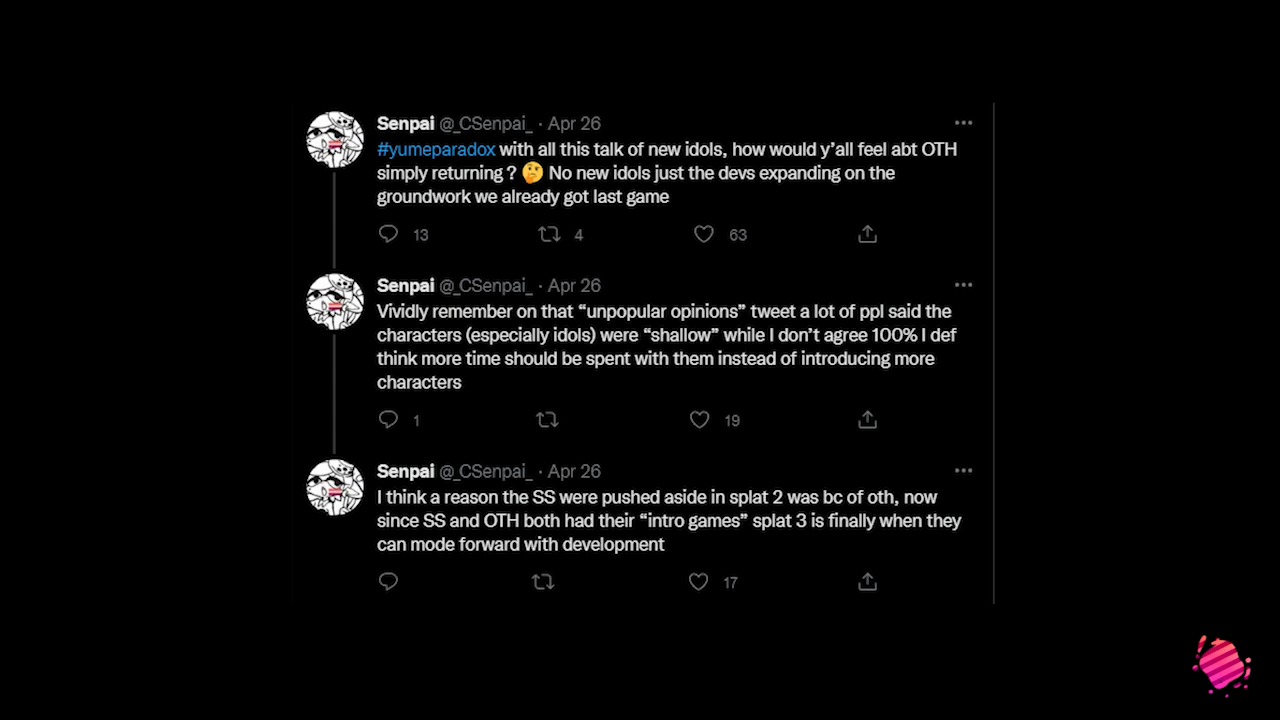 Senpai @_CSenpai_ · Apr 26
#yumeparadox with all this talk of new idols, how would y’all feel abt OTH
simply returning ? 🤔 No new idols just the devs expanding on the
groundwork we already got last game
13 4 63
Senpai @_CSenpai_ · Apr 26
Vividly remember on that “unpopular opinions” tweet a lot of ppl said the
characters (especially idols) were “shallow” while I don’t agree 100% I def
think more time should be spent with them instead of introducing more
characters
1 19
Senpai @_CSenpai_ · Apr 26
I think a reason the SS were pushed aside in splat 2 was bc of oth, now
since SS and OTH both had their “intro games” splat 3 is finally when they
can mode forward with development
17